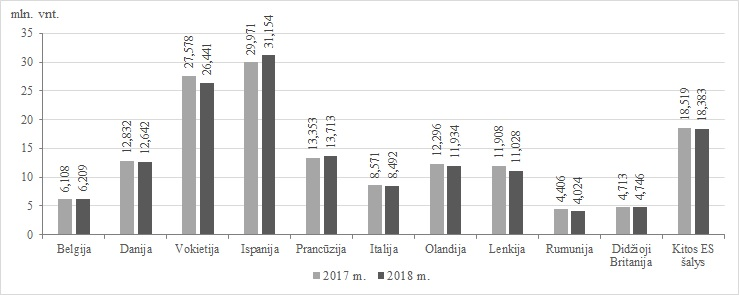 mln. vnt.
35
30
25
20
15
10
5
0
6,108
6,209
12,832
12,642
27,578
26,441
29,971
31,154
13,353
13,713
8,571
8,492
12,296
11,934
11,908
11,028
4,406
4,024
4,713
4,746
18,519
18,383
Belgija
Danija
Vokietija
Ispanija
Prancūzija
Italija
Olandija
Lenkija
Rumunija
Didžioji
Britanija
Kitos ES
šalys
2017 m.
2018 m.